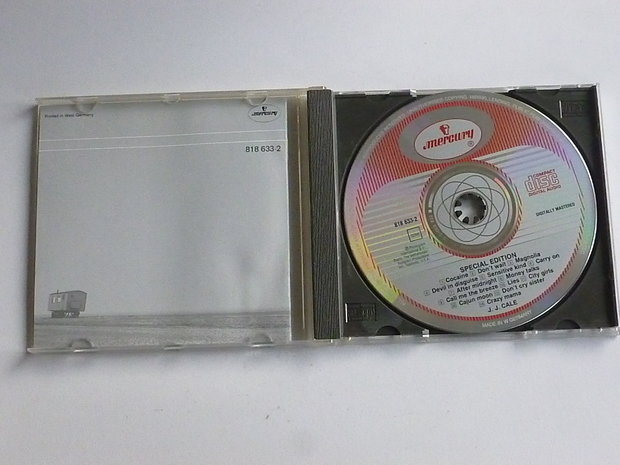 Printed in West Germany
mercury
818 633-2
mercury
®
COMPACT
disc
DIGITAL AUDIO
DIGITALLY MASTERED
818 633-2
SPECIAL EDITION
Cocaine Don't wait Magnolia
Devil in disguise Sensitive kind Carry on
After midnight Money talks
Call me the breeze Lies City girls
Cajun moon Don't cry sister
Crazy mama
J. J. CALE
MADE IN W. GERMANY